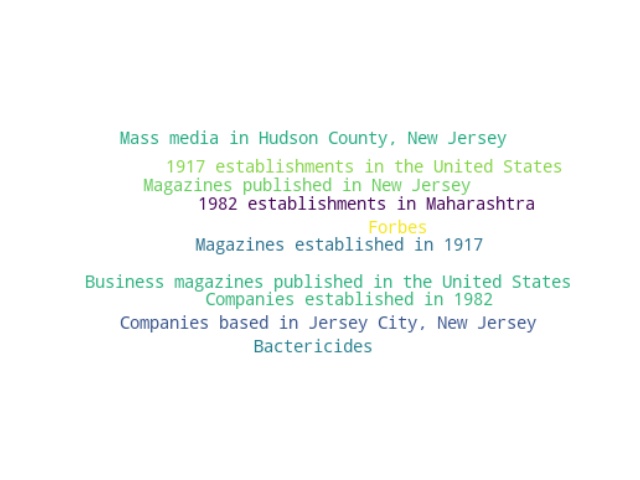 Mass media in Hudson County, New Jersey
1917 establishments in the United States
Magazines published in New Jersey
1982 establishments in Maharashtra
Forbes
Magazines established in 1917
Business magazines published in the United States
Companies established in 1982
Companies based in Jersey City, New Jersey
Bactericides